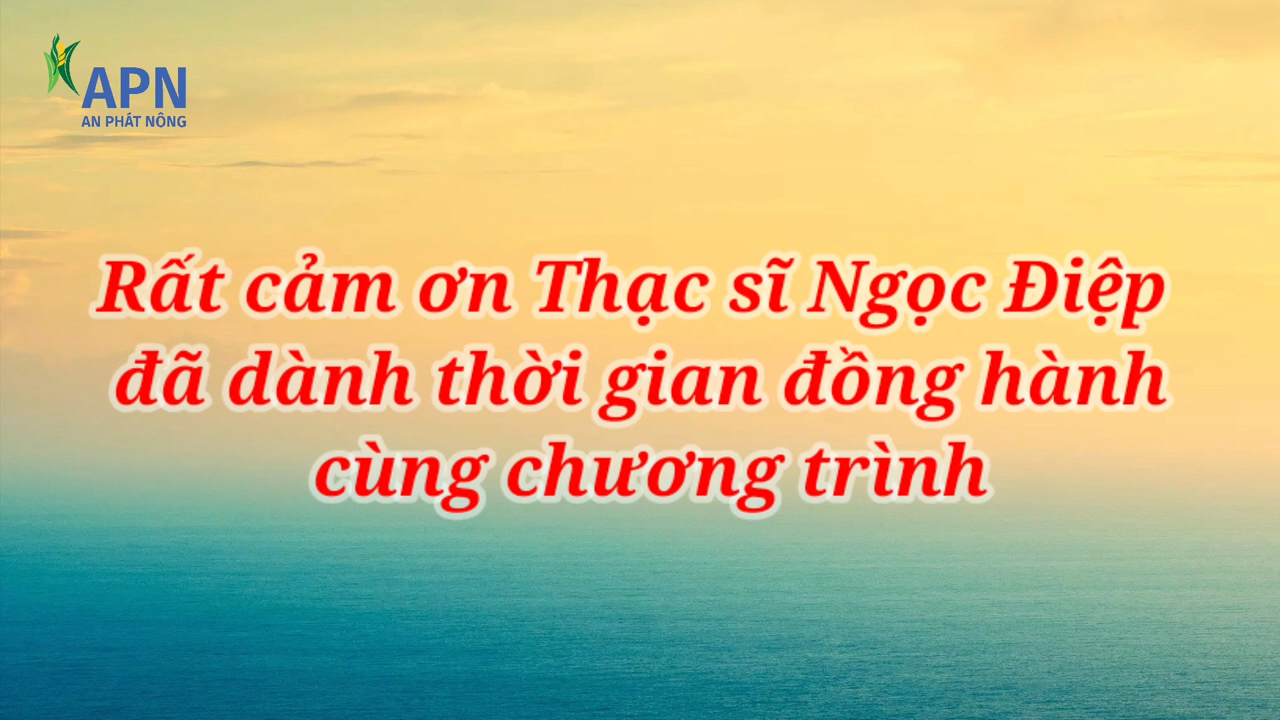 APN
AN PHÁT NÔNG
Rất cảm ơn Thạc sĩ Ngọc Điệp
đã dành thời gian đồng hành
cùng chương trình